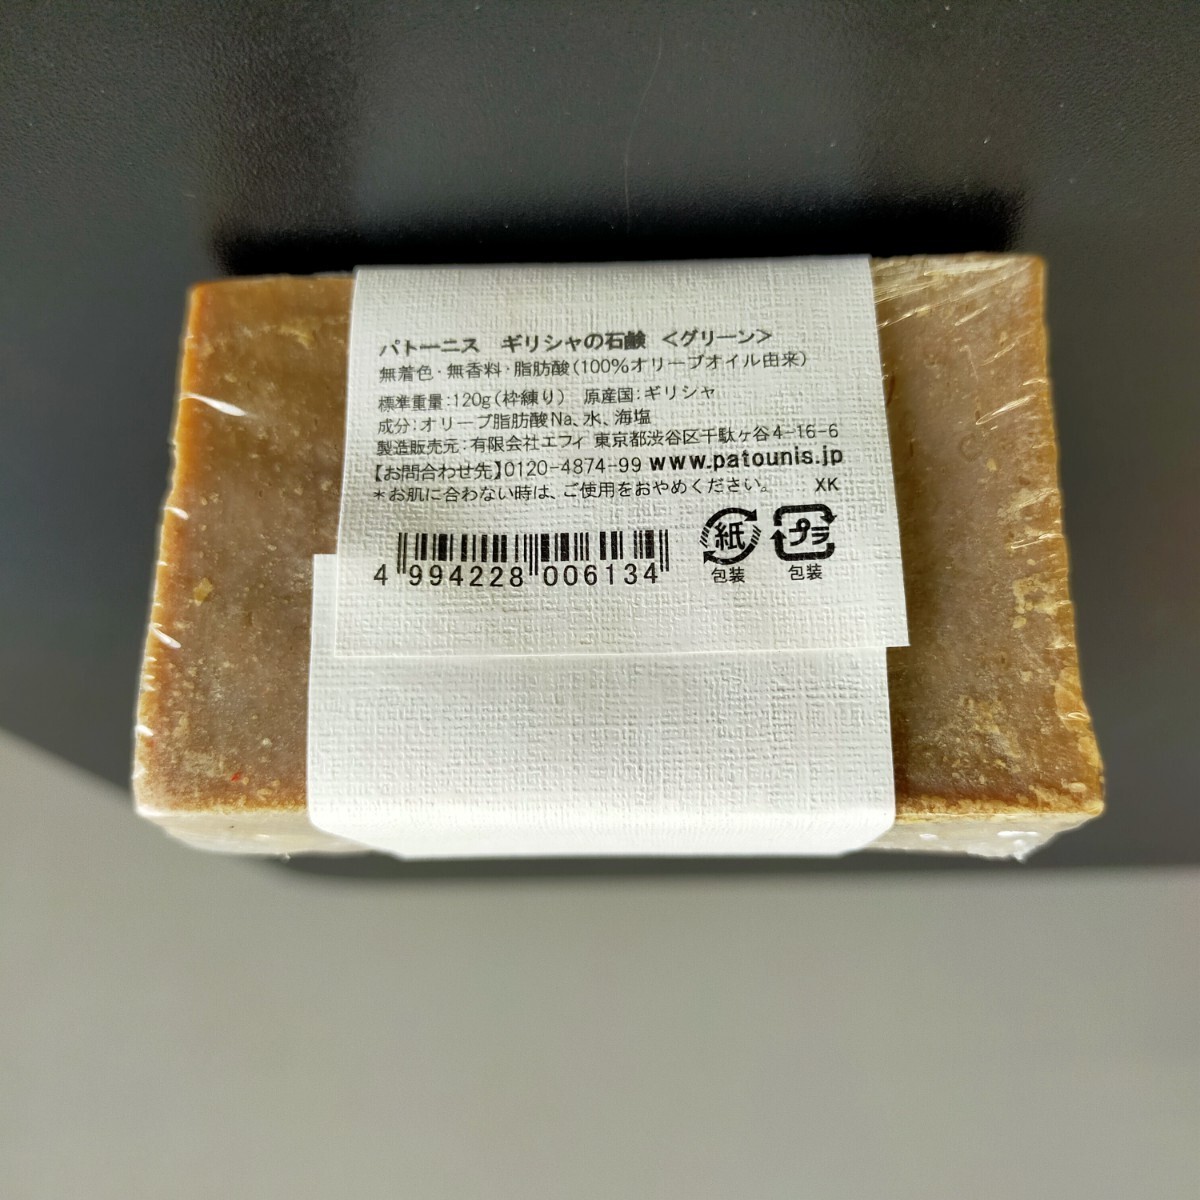 パトーニス　ギリシャの石鹸 ＜グリーン＞
無着色・無香料・脂肪酸（100％オリーブオイル由来）
標準重量：120g（枠練り）　原産国：ギリシャ
成分：オリーブ脂肪酸Na、水、海塩
製造販売元：有限会社エフィ 東京都渋谷区千駄ヶ谷4-16-6
【お問合わせ先】0120-4874-99 www.patounis.jp
＊お肌に合わない時は、ご使用をおやめください。 XK
紙 プラ
包装 包装
4 994228 006134